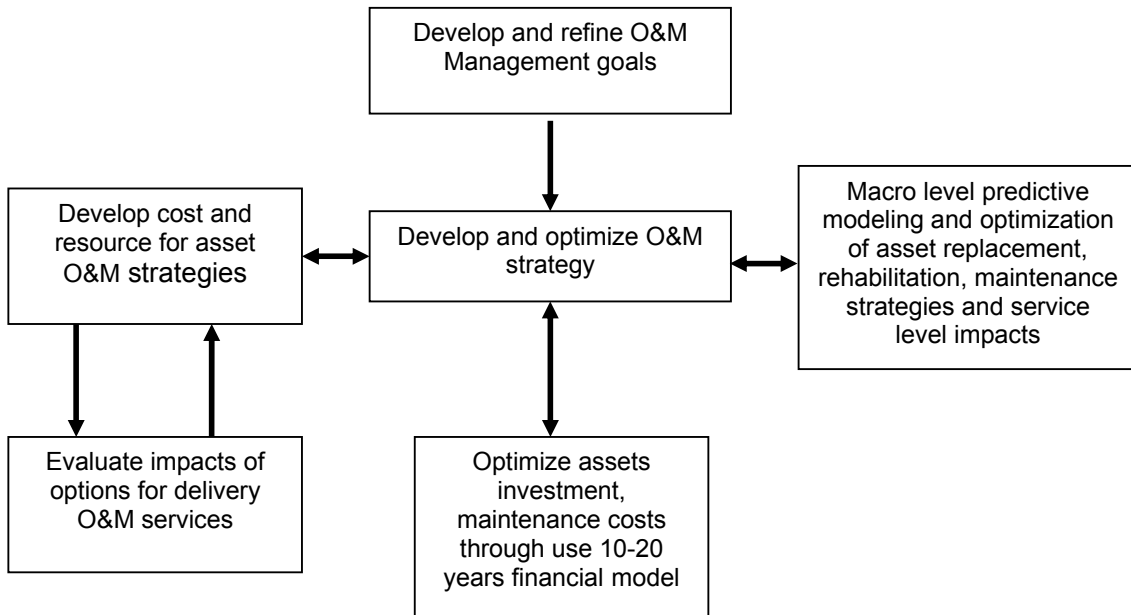 Develop and refine O&M
Management goals
Develop cost and
resource for asset
O&M strategies
Develop and optimize O&M
strategy
Macro level predictive
modeling and optimization
of asset replacement,
rehabilitation, maintenance
strategies and service
level impacts
Evaluate impacts of
options for delivery
O&M services
Optimize assets
investment,
maintenance costs
through use 10-20
years financial model